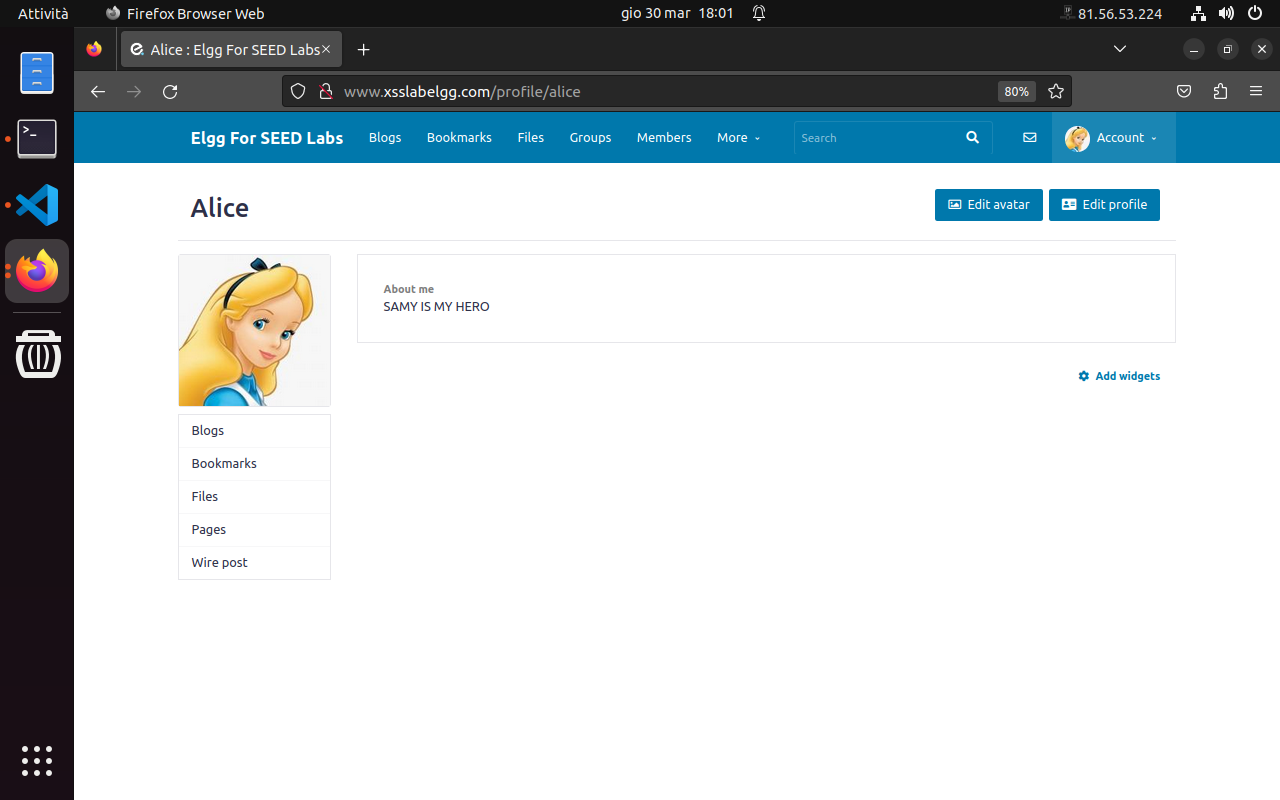 Attività Firefox Browser Web gio 30 mar 18:01 IP 81.56.53.224
Alice : Elgg For SEED Labs
www.xsslabelgg.com/profile/alice 80%
Elgg For SEED Labs Blogs Bookmarks Files Groups Members More Search Account
Alice Edit avatar Edit profile
About me
SAMY IS MY HERO
Add widgets
Blogs
Bookmarks
Files
Pages
Wire post